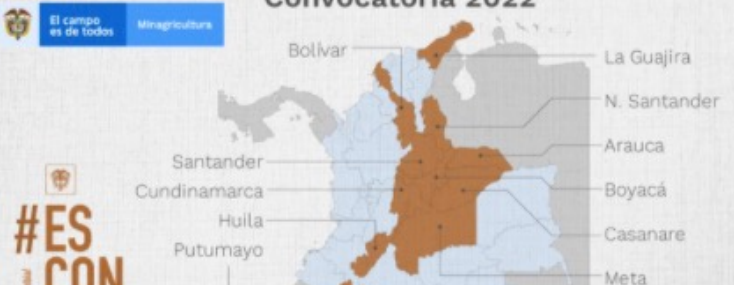 Convocatoria 2022
El campo
es de todos
Minagricultura
Bolívar
La Guajira
N. Santander
Arauca
Santander
Boyacá
Cundinamarca
Huila
Casanare
Putumayo
Meta
#ES
CON